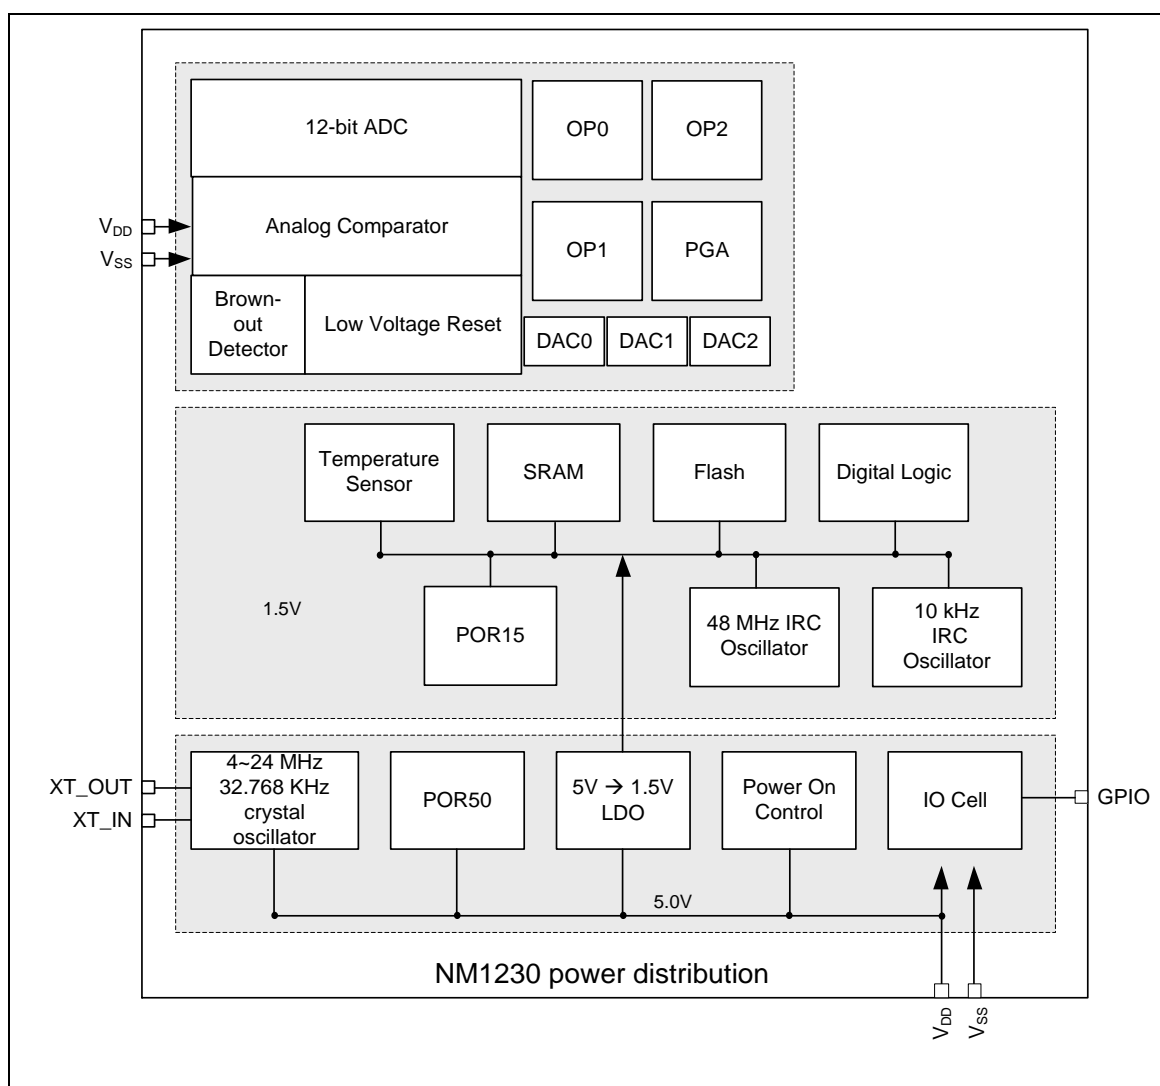 12-bit ADC
OP0
OP2
VDD
Analog Comparator
VSS
OP1
PGA
Brown-
out
Detector
Low Voltage Reset
DAC0
DAC1
DAC2
Temperature
Sensor
SRAM
Flash
Digital Logic
1.5V
POR15
48 MHz IRC
Oscillator
10 kHz
IRC
Oscillator
XT_OUT
XT_IN
4~24 MHz
32.768 KHz
crystal
oscillator
POR50
5V → 1.5V
LDO
Power On
Control
IO Cell
GPIO
5.0V
NM1230 power distribution
VDD
VSS